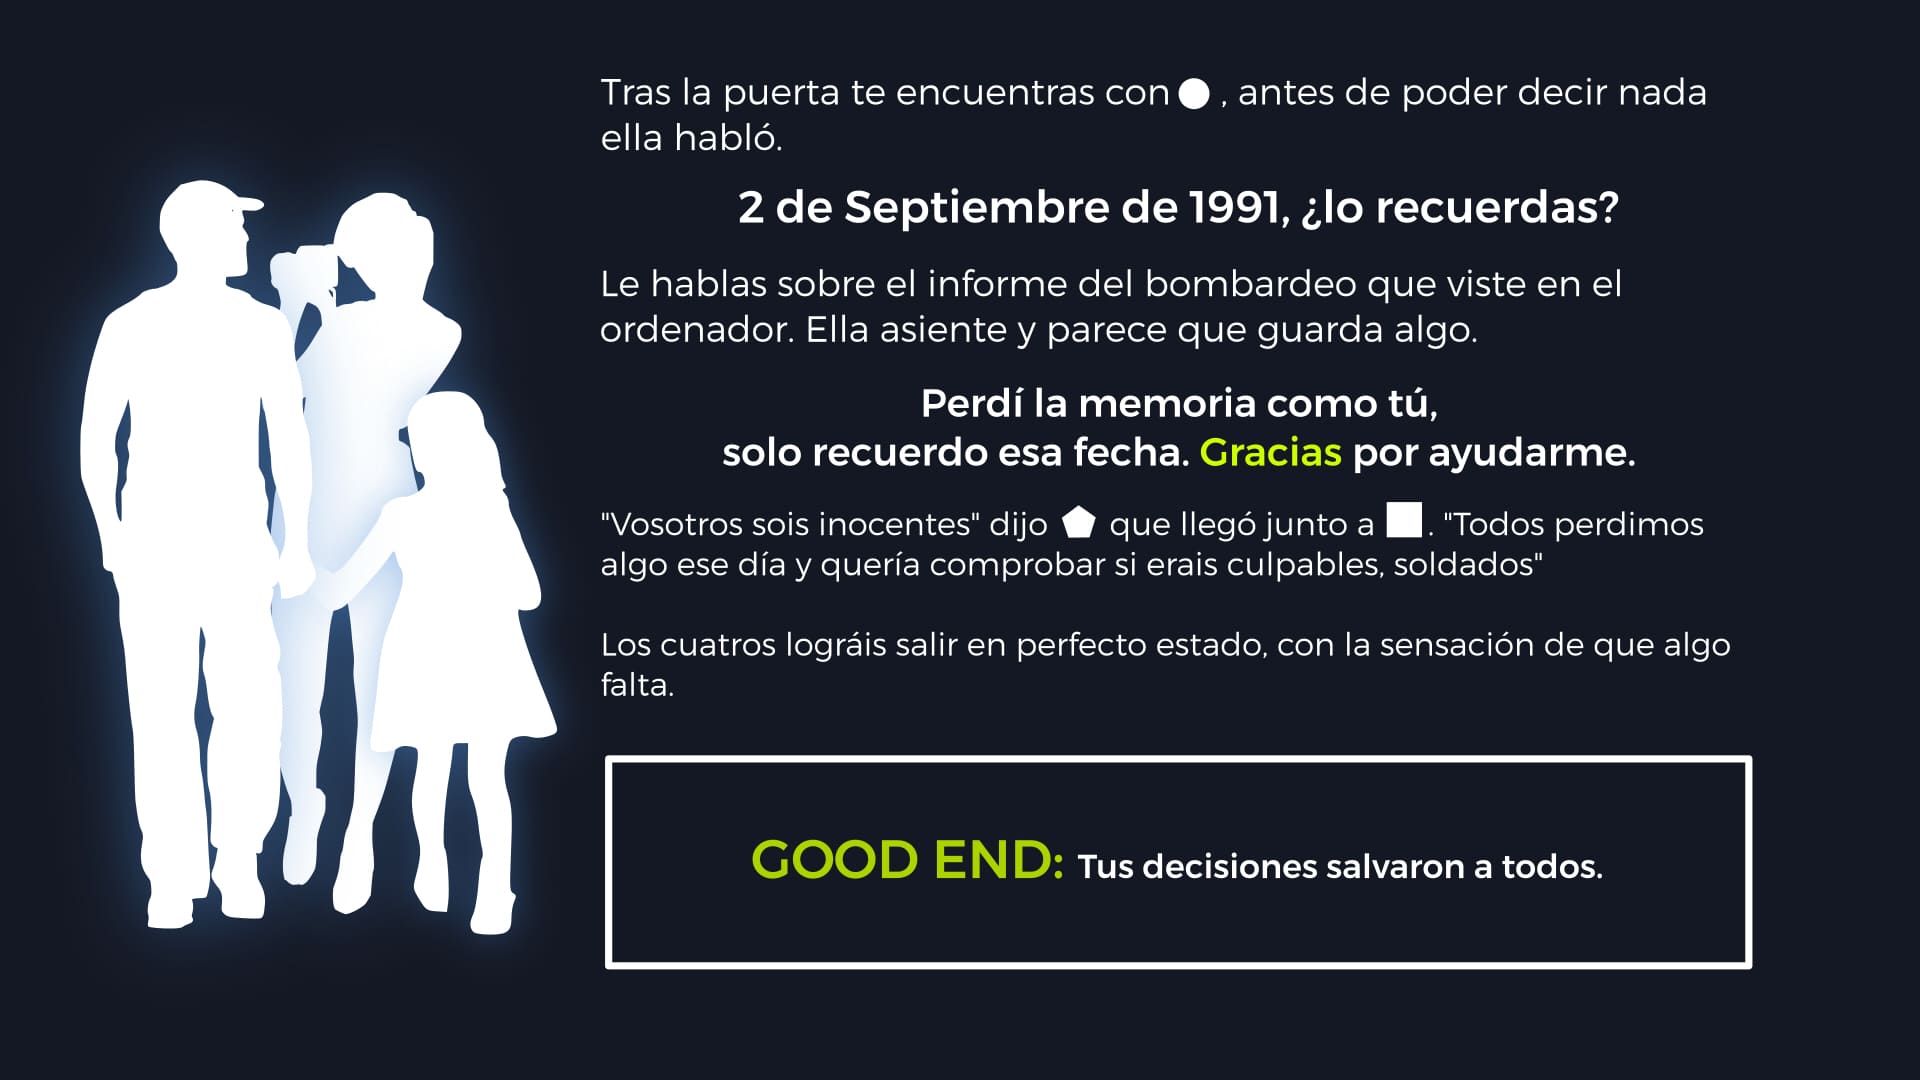 Tras la puerta te encuentras con ● , antes de poder decir nada
ella habló.
2 de Septiembre de 1991, ¿lo recuerdas?
Le hablas sobre el informe del bombardeo que viste en el
ordenador. Ella asiente y parece que guarda algo.
Perdí la memoria como tú,
solo recuerdo esa fecha. Gracias por ayudarme.
"Vosotros sois inocentes" dijo ⬟ que llegó junto a ■. "Todos perdimos
algo ese día y quería comprobar si erais culpables, soldados"
Los cuatros lográis salir en perfecto estado, con la sensación de que algo
falta.
GOOD END: Tus decisiones salvaron a todos.